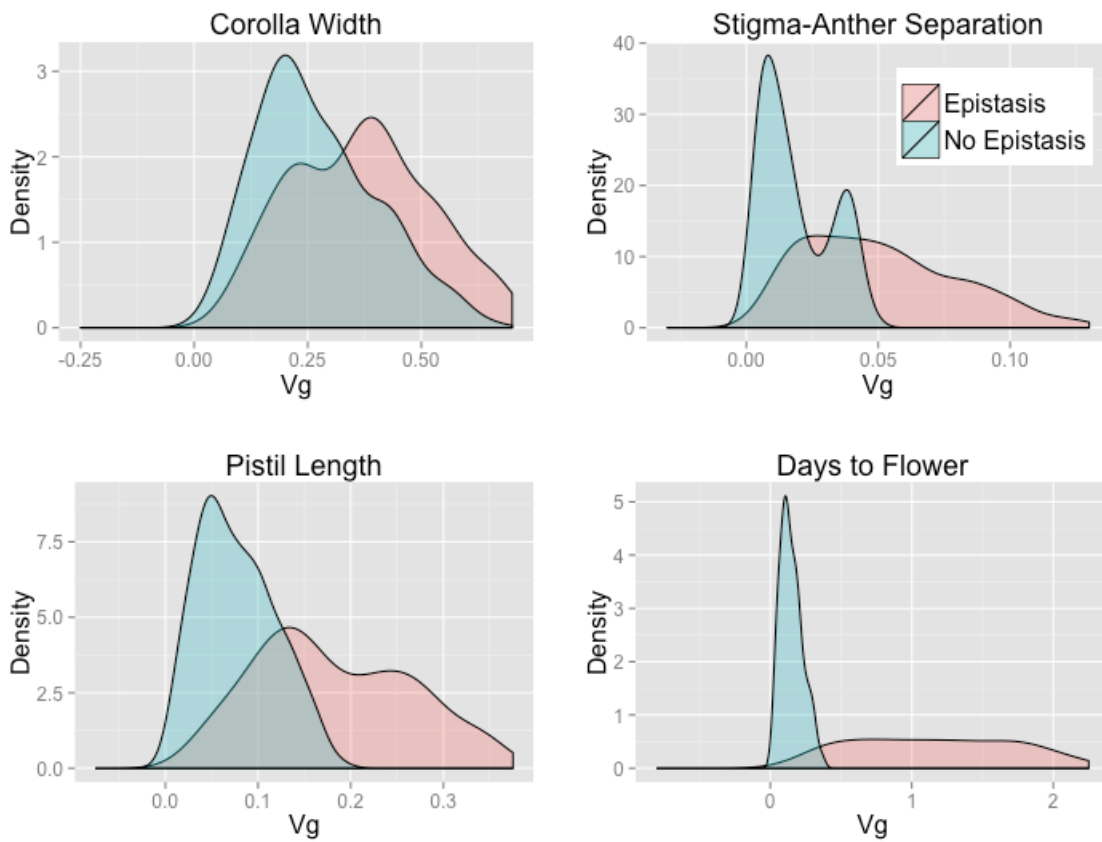 Corolla Width
3
2
1
0
Density
-0.25
0.00
0.25
0.50
Vg
Stigma-Anther Separation
40
30
20
10
0
Density
Epistasis
No Epistasis
0.00
0.05
0.10
Vg
Pistil Length
7.5
5.0
2.5
0.0
Density
0.0
0.1
0.2
0.3
Vg
Days to Flower
5
4
3
2
1
0
Density
0
1
2
Vg